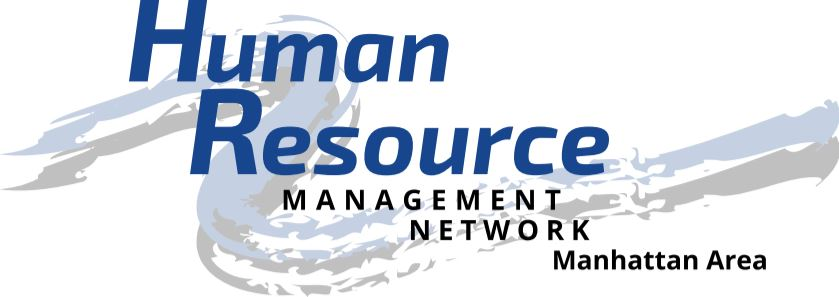 Human
Resource
MANAGEMENT
NETWORK
Manhattan Area